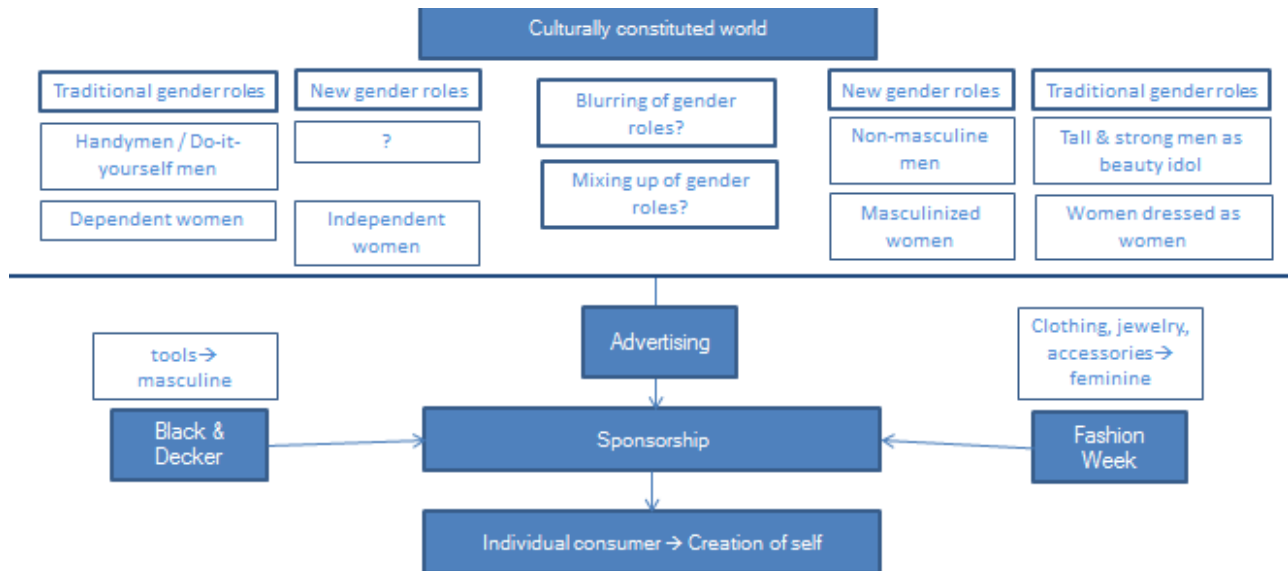 Culturally constituted world
Traditional gender roles
New gender roles
Handymen / Do-it-
yourself men
?
Dependent women
Independent
women
Blurring of gender
roles?
Mixing up of gender
roles?
New gender roles
Traditional gender roles
Non-masculine
men
Tall & strong men as
beauty idol
Masculinized
women
Women dressed as
women
Advertising
tools→
masculine
Clothing, jewelry,
accessories→
feminine
Black &
Decker
Sponsorship
Fashion
Week
Individual consumer → Creation of self